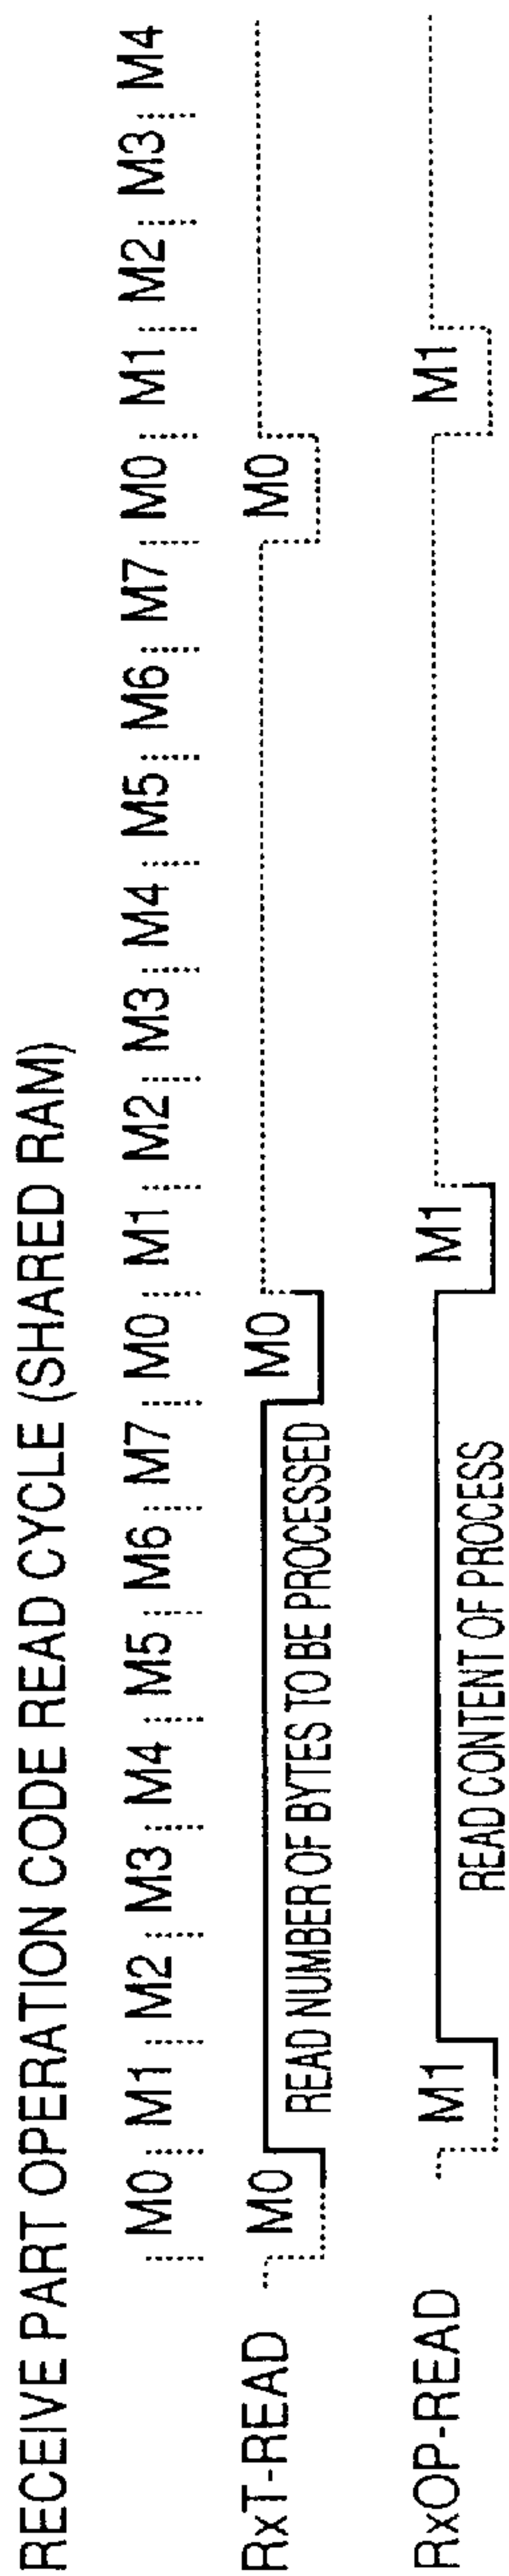 RECEIVE PART OPERATION CODE READ CYCLE (SHARED RAM)
M0 M1 M2 M3 M4 M5 M6 M7 M0 M1 M2 M3 M4 M5 M6 M7 M0 M1 M2 M3 M4
RxT-READ M0 M0 M0
READ NUMBER OF BYTES TO BE PROCESSED
RxOP-READ M1 M1 M1
READ CONTENT OF PROCESS